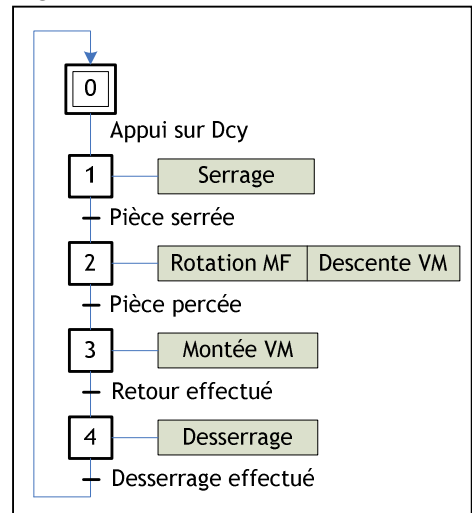 0
Appui sur Dcy
1 Serrage
Pièce serrée
2 Rotation MF Descente VM
Pièce percée
3 Montée VM
Retour effectué
4 Desserrage
Desserrage effectué